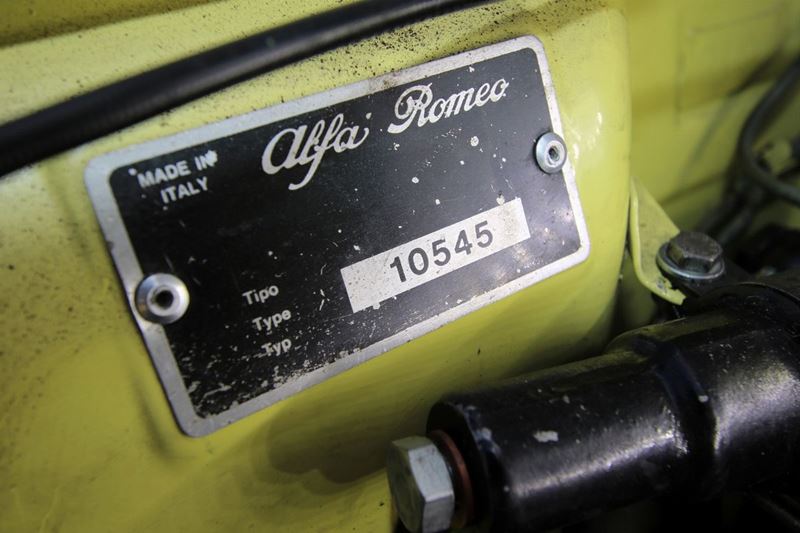 Alfa Romeo
MADE IN
ITALY
Tipo
Type
Typ
10545